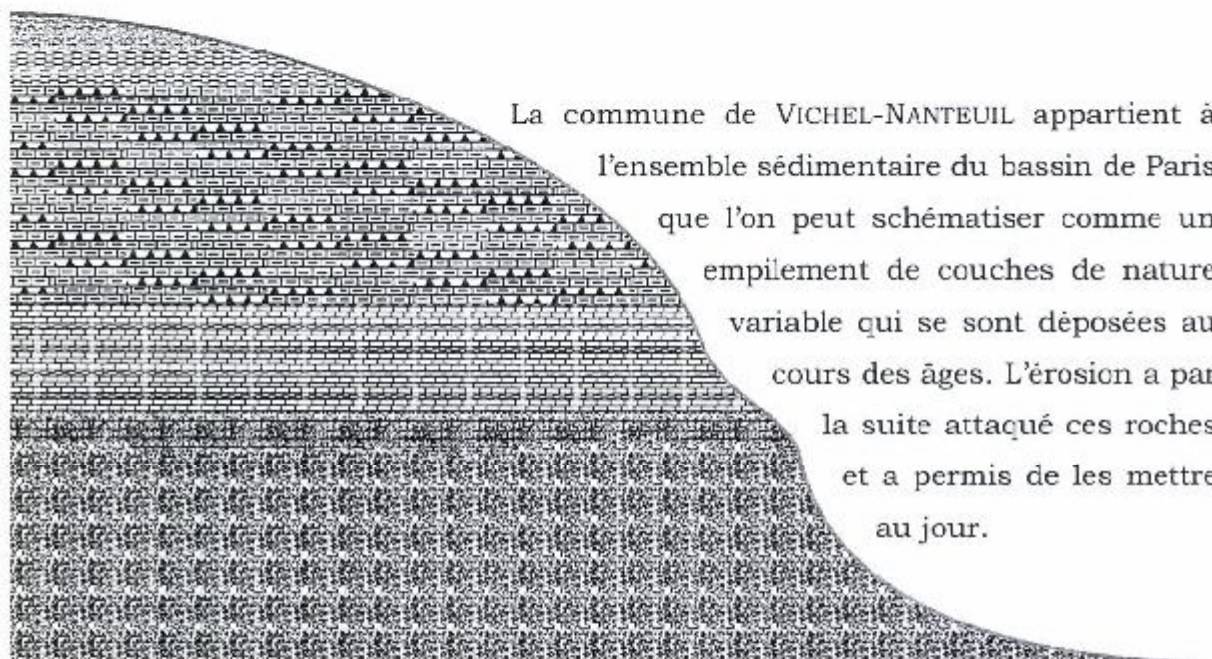 La commune de VICHEL-NANTEUIL appartient à
l'ensemble sédimentaire du bassin de Paris
que l'on peut schématiser comme un
empilement de couches de nature
variable qui se sont déposées au
cours des âges. L'érosion a par
la suite attaqué ces roches
et a permis de les mettre
au jour.